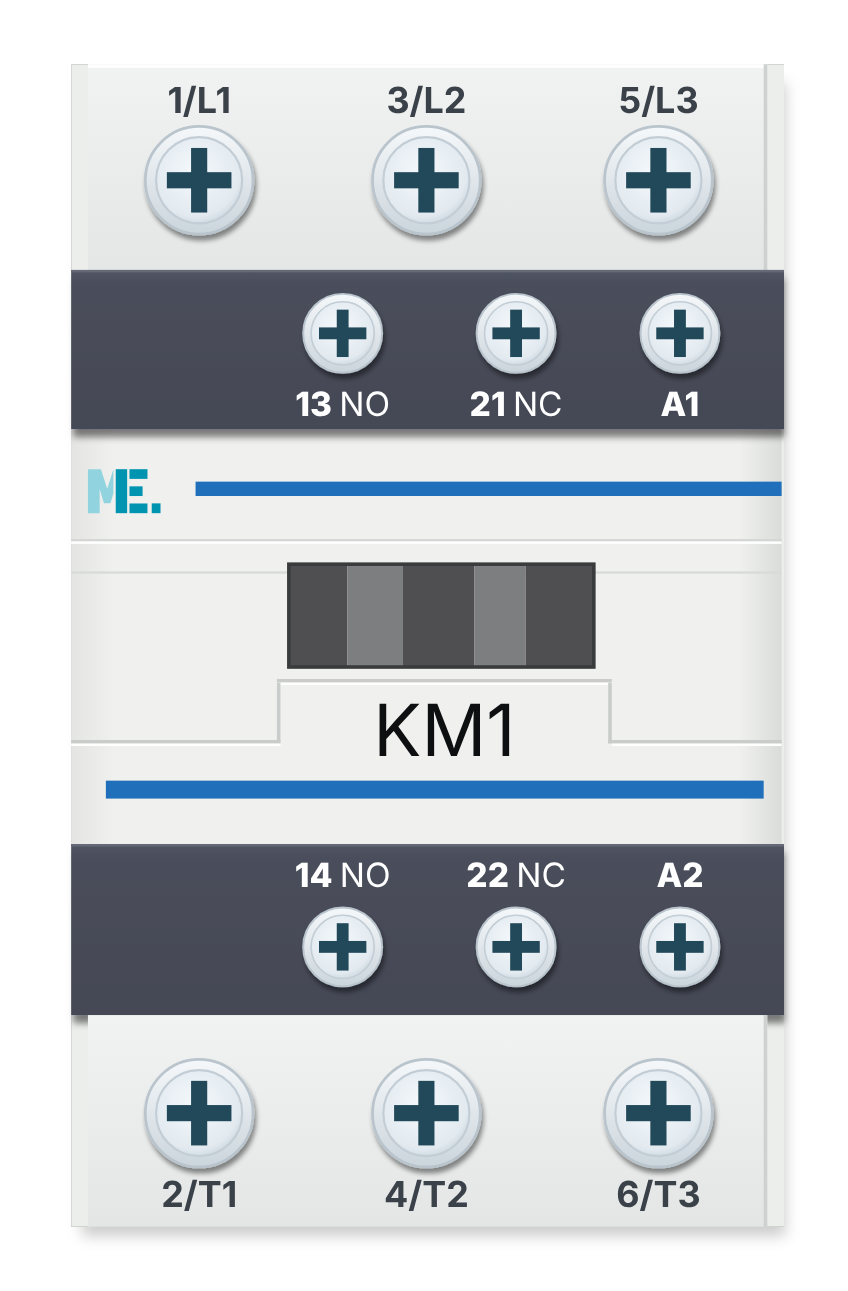 1/L1 3/L2 5/L3
13 NO 21 NC A1
ME.
KM1
14 NO 22 NC A2
2/T1 4/T2 6/T3